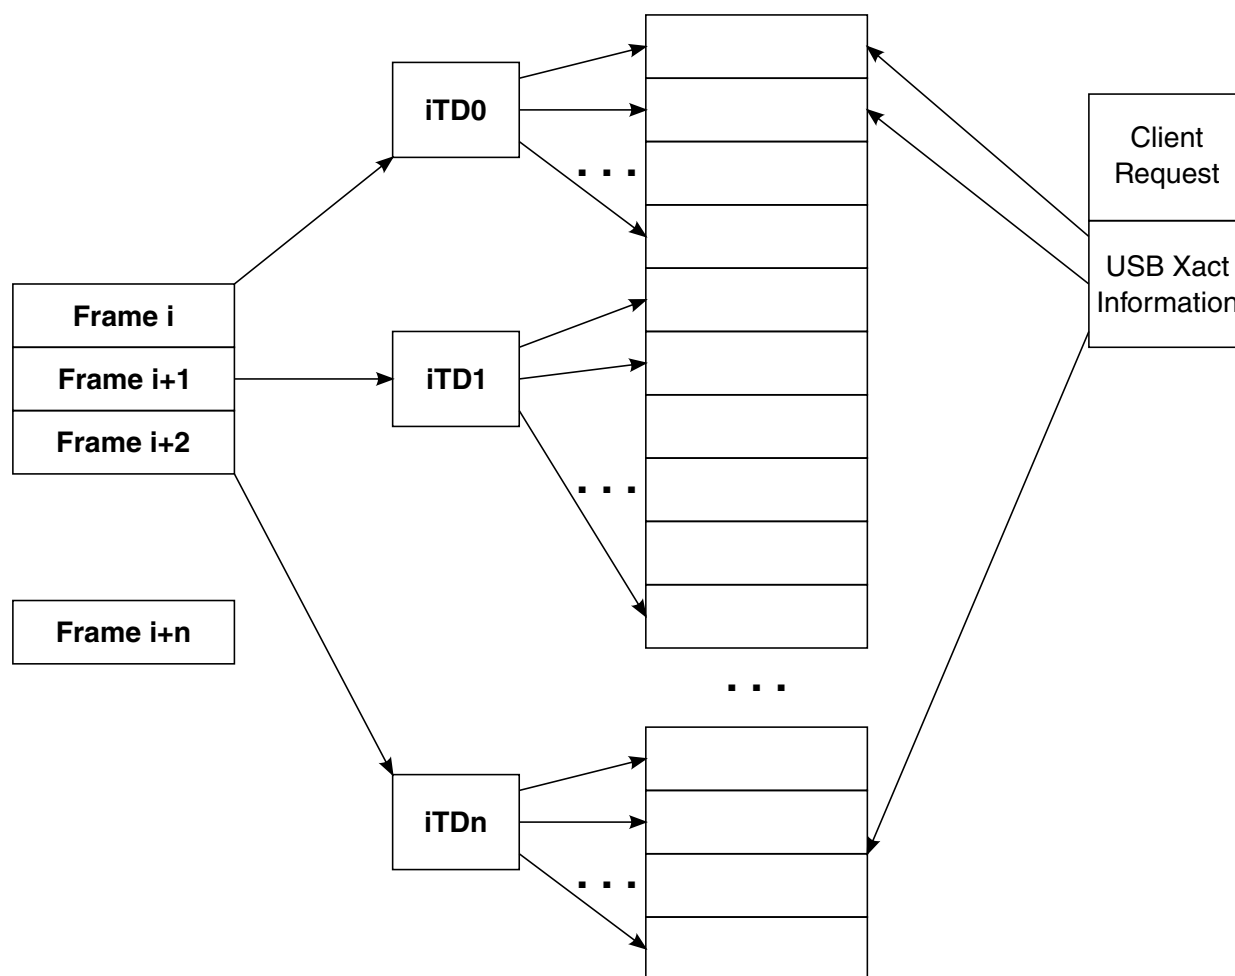 iTD0
. . .
Client
Request
USB Xact
Information
Frame i
Frame i+1
Frame i+2
iTD1
. . .
Frame i+n
. . .
iTDn
. . .